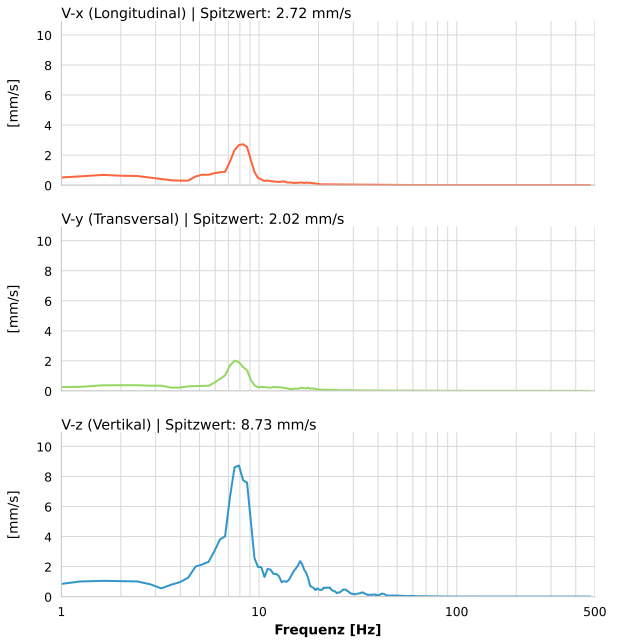 V-x (Longitudinal) | Spitzwert: 2.72 mm/s
10
8
6
4
2
0
[mm/s]
V-y (Transversal) | Spitzwert: 2.02 mm/s
10
8
6
4
2
0
[mm/s]
V-z (Vertikal) | Spitzwert: 8.73 mm/s
10
8
6
4
2
0
[mm/s]
1 10 100 500
Frequenz [Hz]